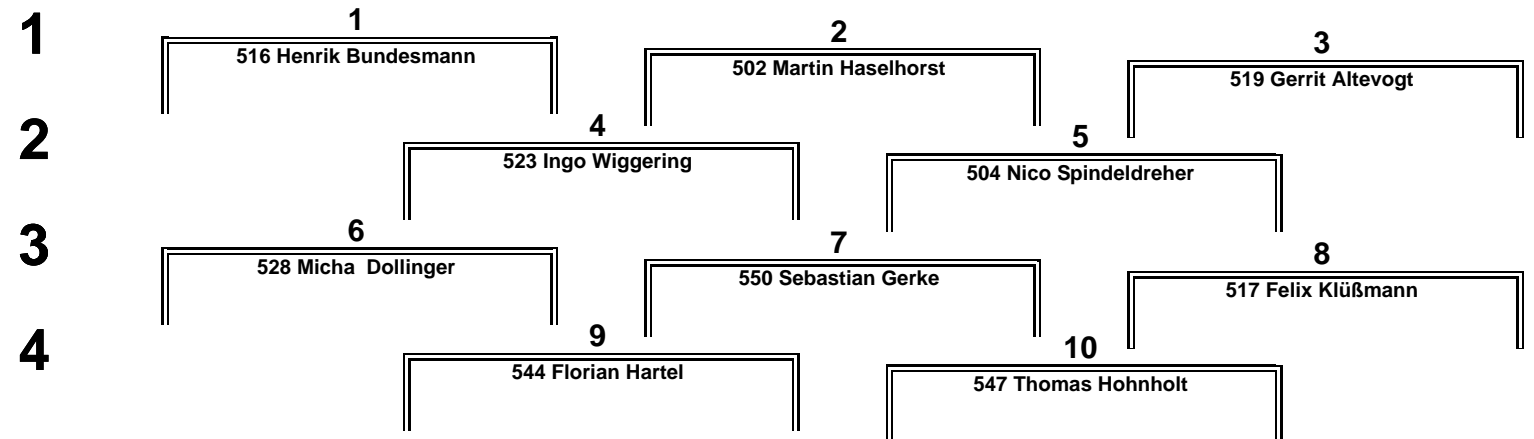 1
1
2
3
516 Henrik Bundesmann
502 Martin Haselhorst
519 Gerrit Altevogt
2
4
5
523 Ingo Wiggering
504 Nico Spindeldreher
3
6
7
8
528 Micha  Dollinger
550 Sebastian Gerke
517 Felix Klüßmann
4
9
10
544 Florian Hartel
547 Thomas Hohnholt